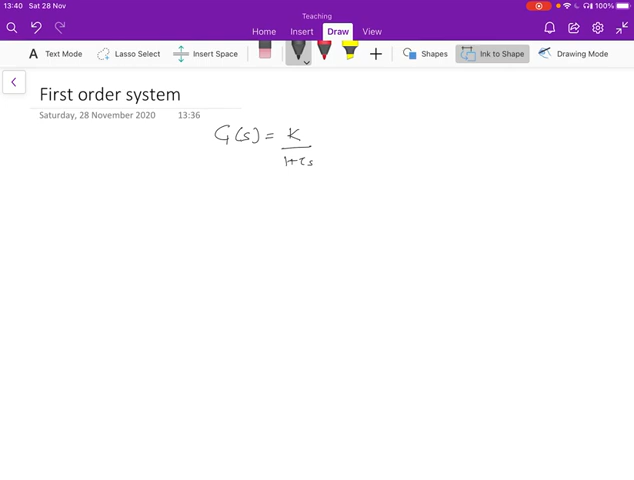 13:40 Sat 28 Nov 100%
Teaching
Home Insert Draw View
A Text Mode Lasso Select Insert Space Shapes Ink to Shape Drawing Mode
First order system
Saturday, 28 November 2020 13:36
G(s) = K
1+τs